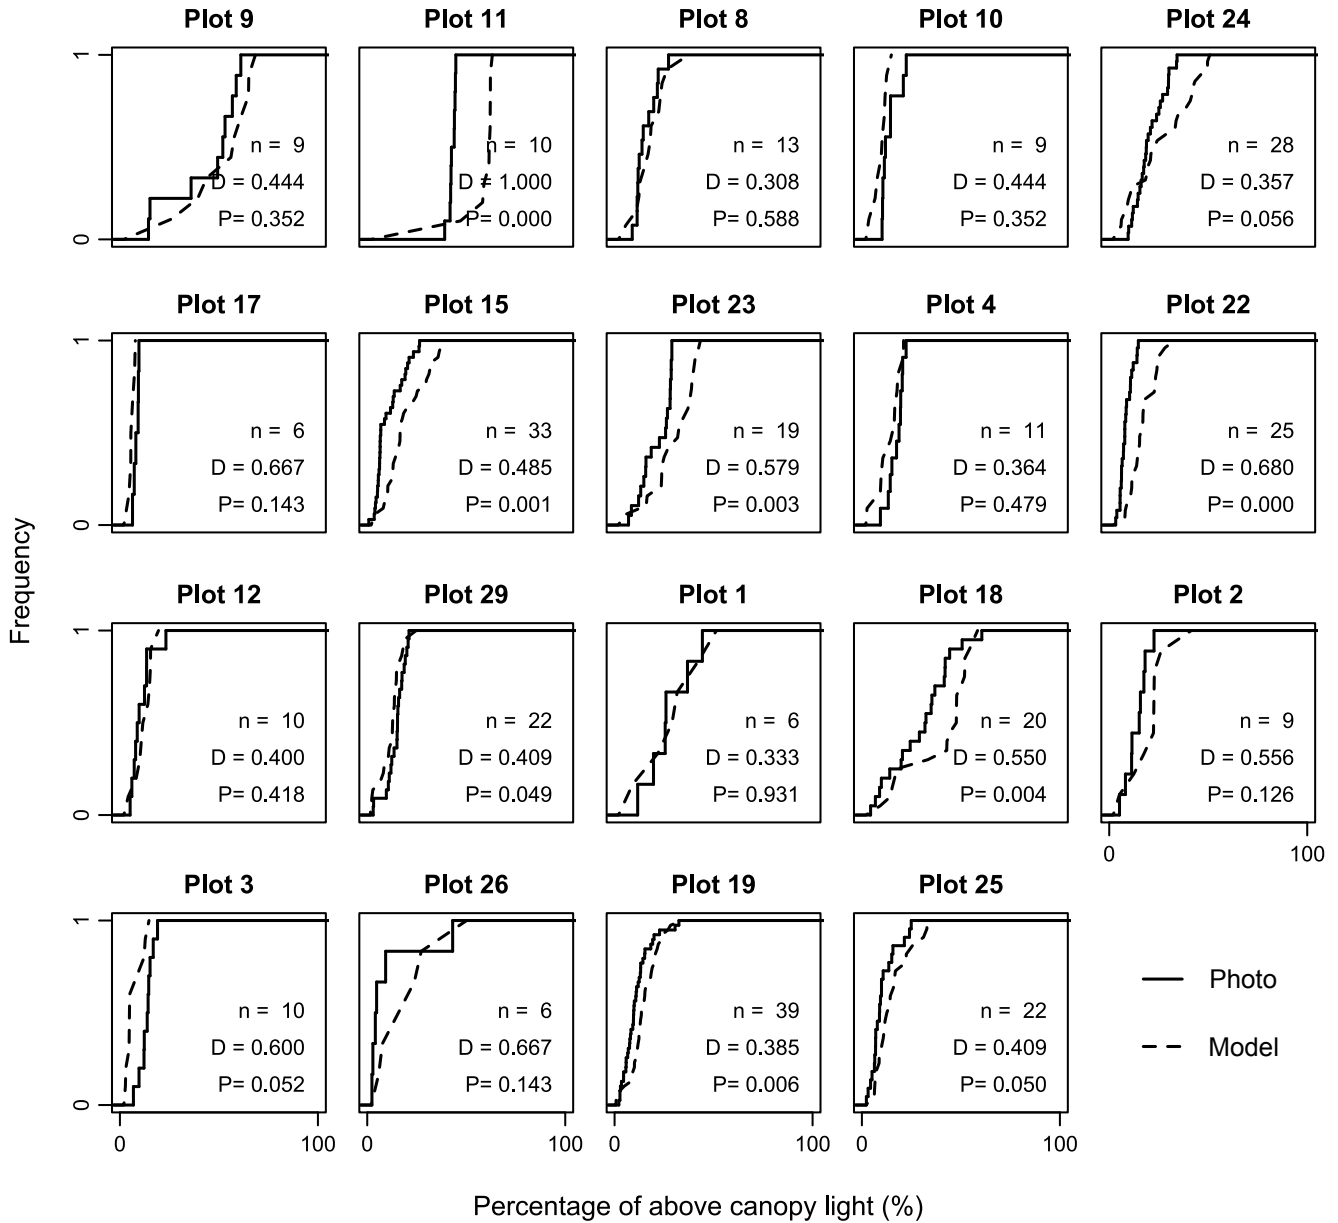 Plot 9
Plot 11
Plot 8
Plot 10
Plot 24
1
0
n = 9
D = 0.444
P= 0.352
n = 10
D = 1.000
P= 0.000
n = 13
D = 0.308
P= 0.588
n = 9
D = 0.444
P= 0.352
n = 28
D = 0.357
P= 0.056
Plot 17
Plot 15
Plot 23
Plot 4
Plot 22
1
0
n = 6
D = 0.667
P= 0.143
n = 33
D = 0.485
P= 0.001
n = 19
D = 0.579
P= 0.003
n = 11
D = 0.364
P= 0.479
n = 25
D = 0.680
P= 0.000
Frequency
Plot 12
Plot 29
Plot 1
Plot 18
Plot 2
1
0
n = 10
D = 0.400
P= 0.418
n = 22
D = 0.409
P= 0.049
n = 6
D = 0.333
P= 0.931
n = 20
D = 0.550
P= 0.004
n = 9
D = 0.556
P= 0.126
0 100
Plot 3
Plot 26
Plot 19
Plot 25
1
0
n = 10
D = 0.600
P= 0.052
n = 6
D = 0.667
P= 0.143
n = 39
D = 0.385
P= 0.006
n = 22
D = 0.409
P= 0.050
Photo
Model
0 100
0 100
0 100
0 100
Percentage of above canopy light (%)